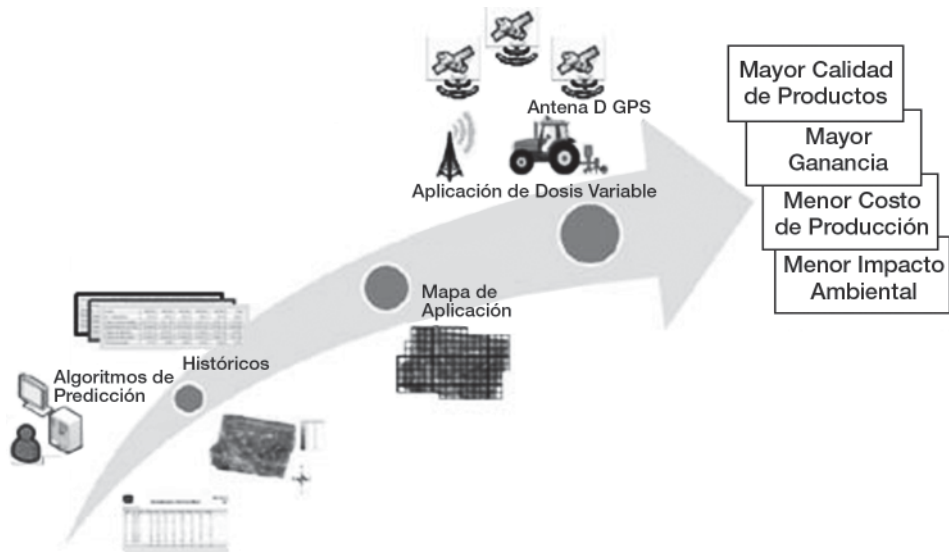 Antena D GPS
Aplicación de Dosis Variable
Mayor Calidad
de Productos
Mayor
Ganancia
Menor Costo
de Producción
Menor Impacto
Ambiental
Mapa de
Aplicación
Históricos
Algoritmos de
Predicción